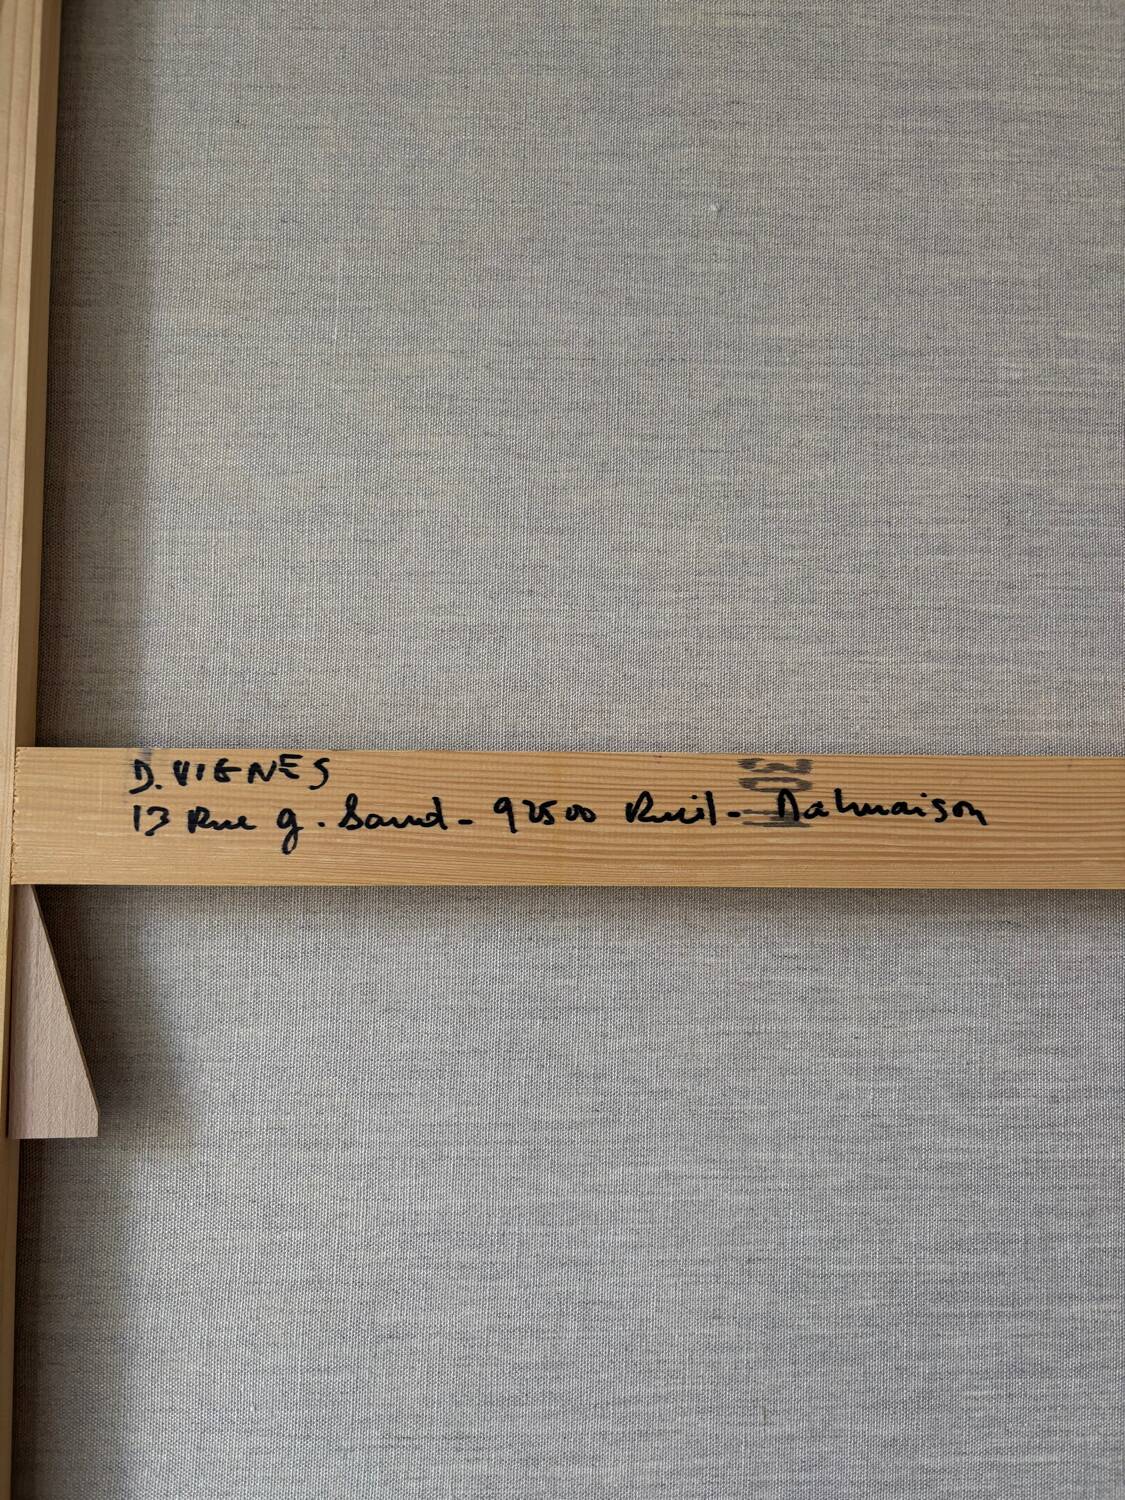 D. VIGNES
13 Rue G. Sand - 92500 Rueil - Malmaison